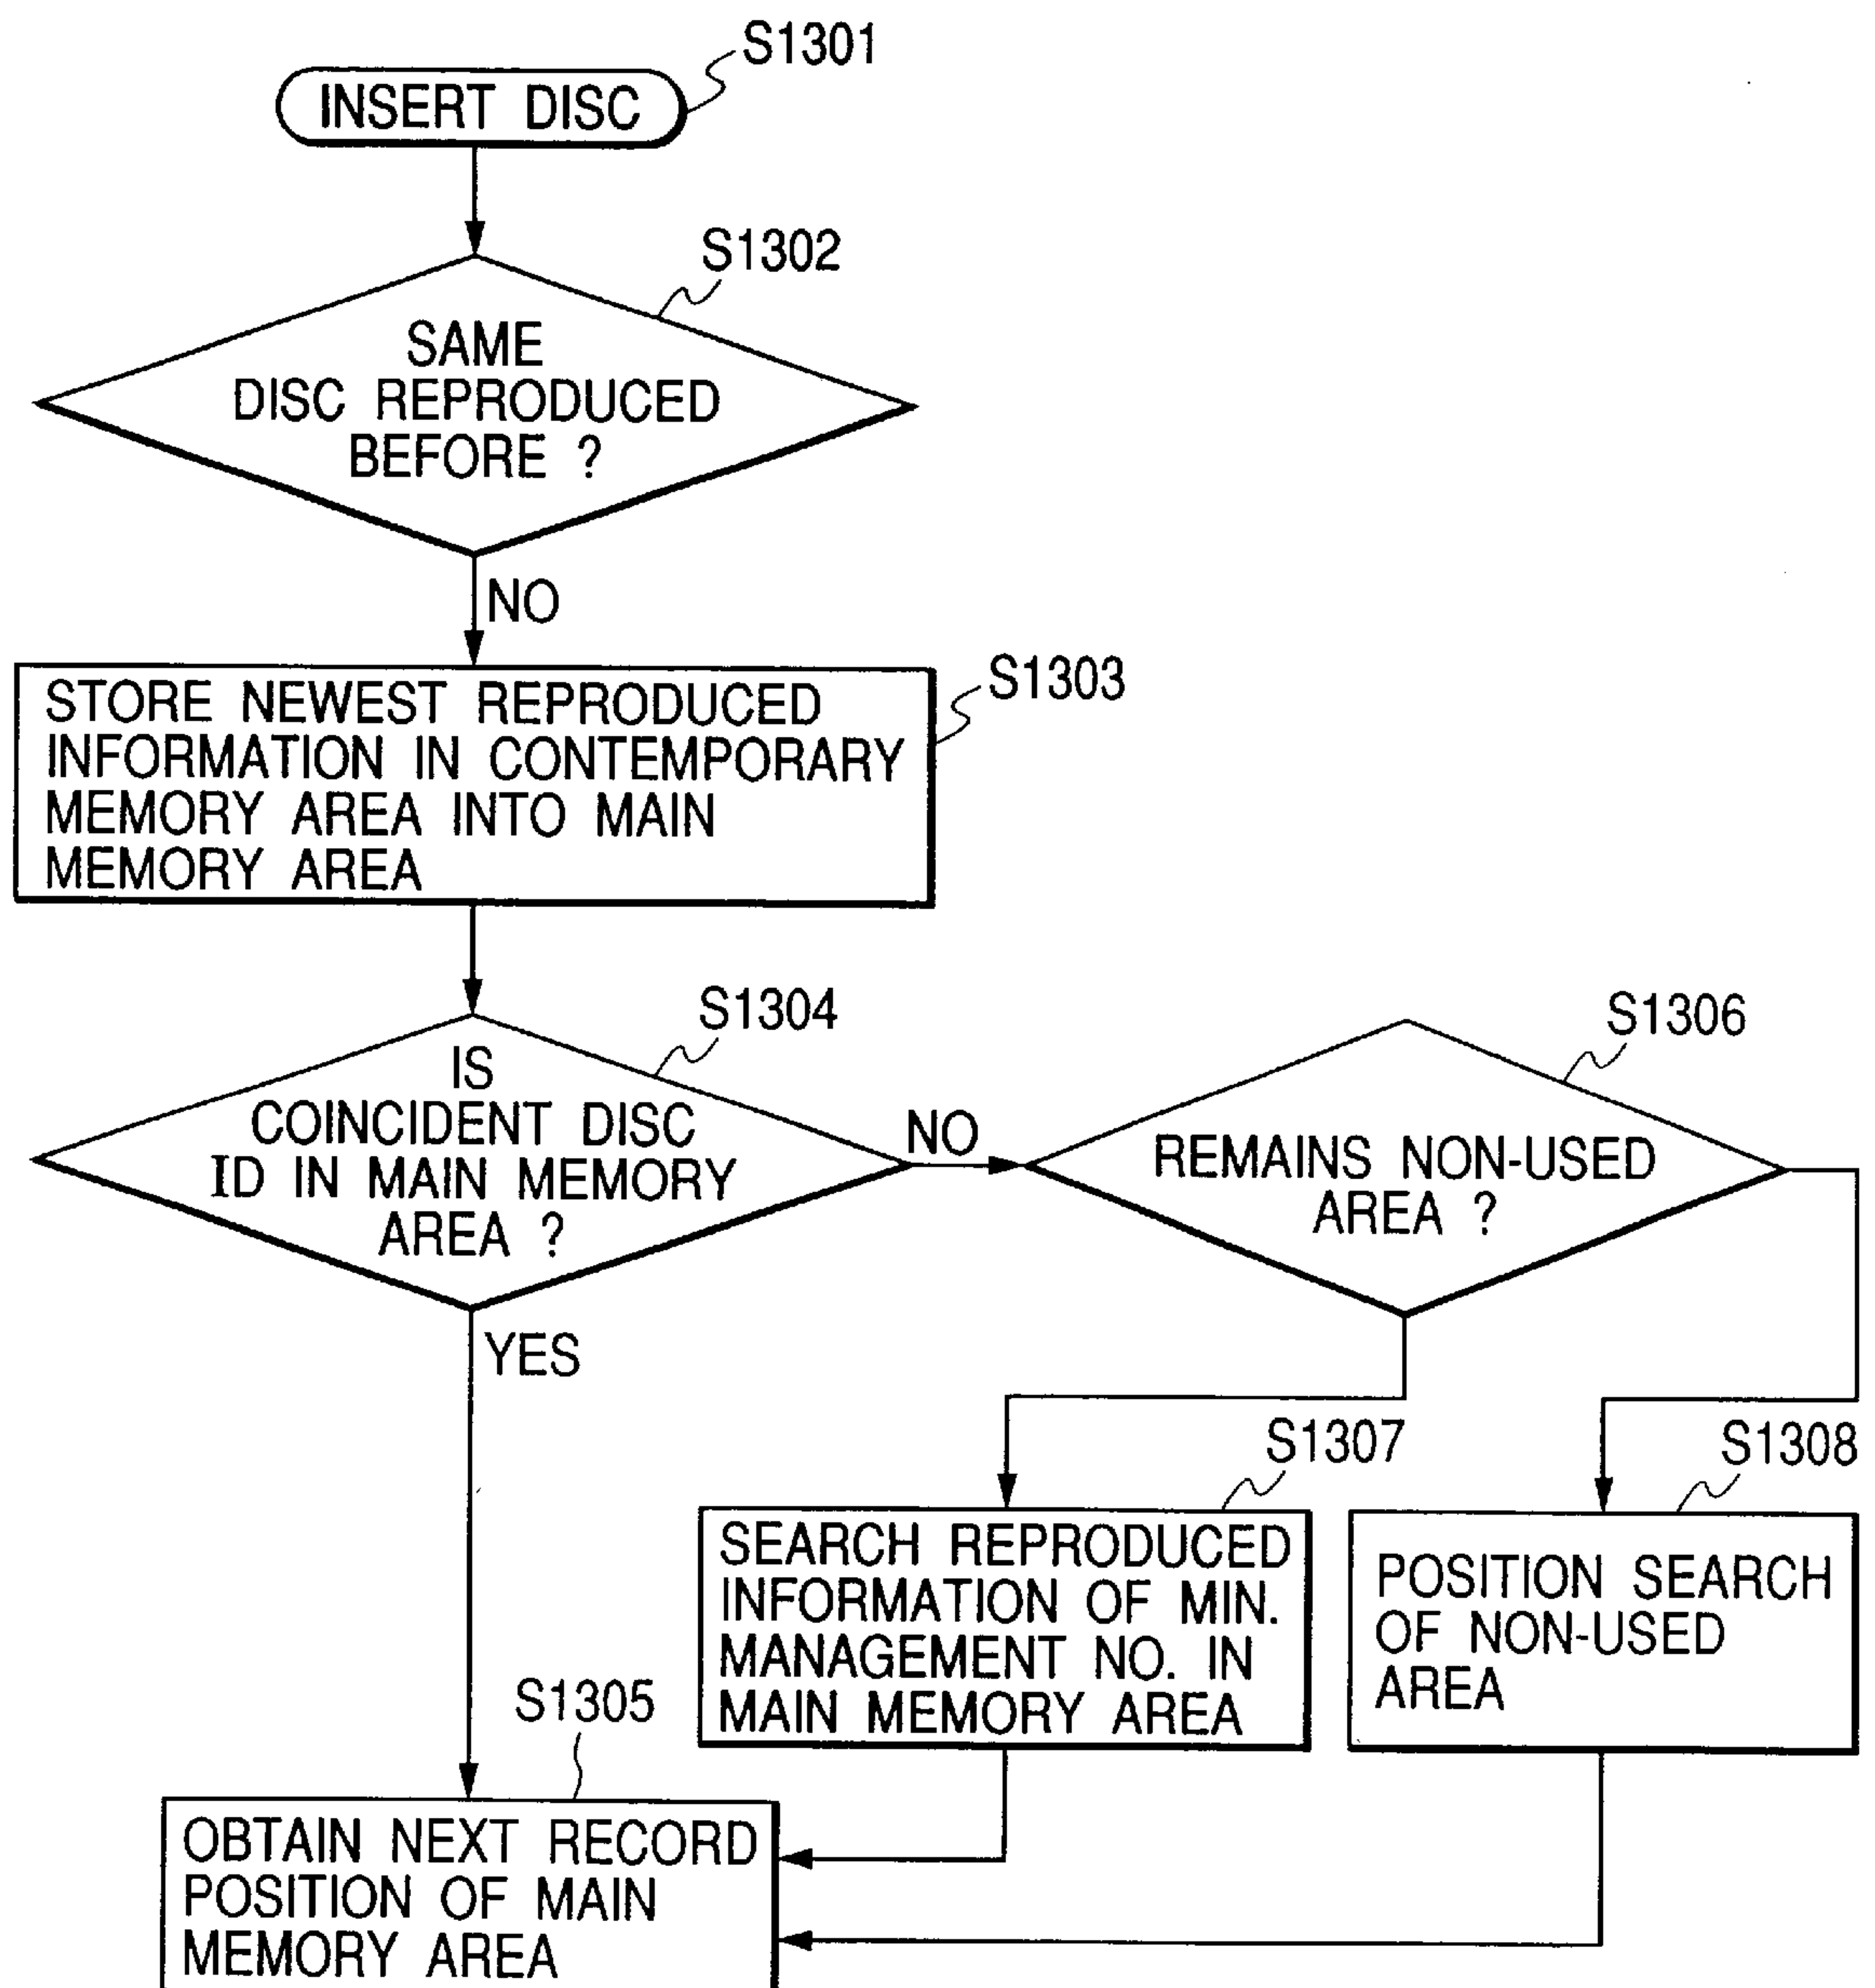 S1301
INSERT DISC
S1302
SAME
DISC REPRODUCED
BEFORE ?
NO
S1303
STORE NEWEST REPRODUCED
INFORMATION IN CONTEMPORARY
MEMORY AREA INTO MAIN
MEMORY AREA
S1304
IS
COINCIDENT DISC
ID IN MAIN MEMORY
AREA ?
NO
YES
S1306
REMAINS NON-USED
AREA ?
S1307
SEARCH REPRODUCED
INFORMATION OF MIN.
MANAGEMENT NO. IN
MAIN MEMORY AREA
S1308
POSITION SEARCH
OF NON-USED
AREA
S1305
OBTAIN NEXT RECORD
POSITION OF MAIN
MEMORY AREA